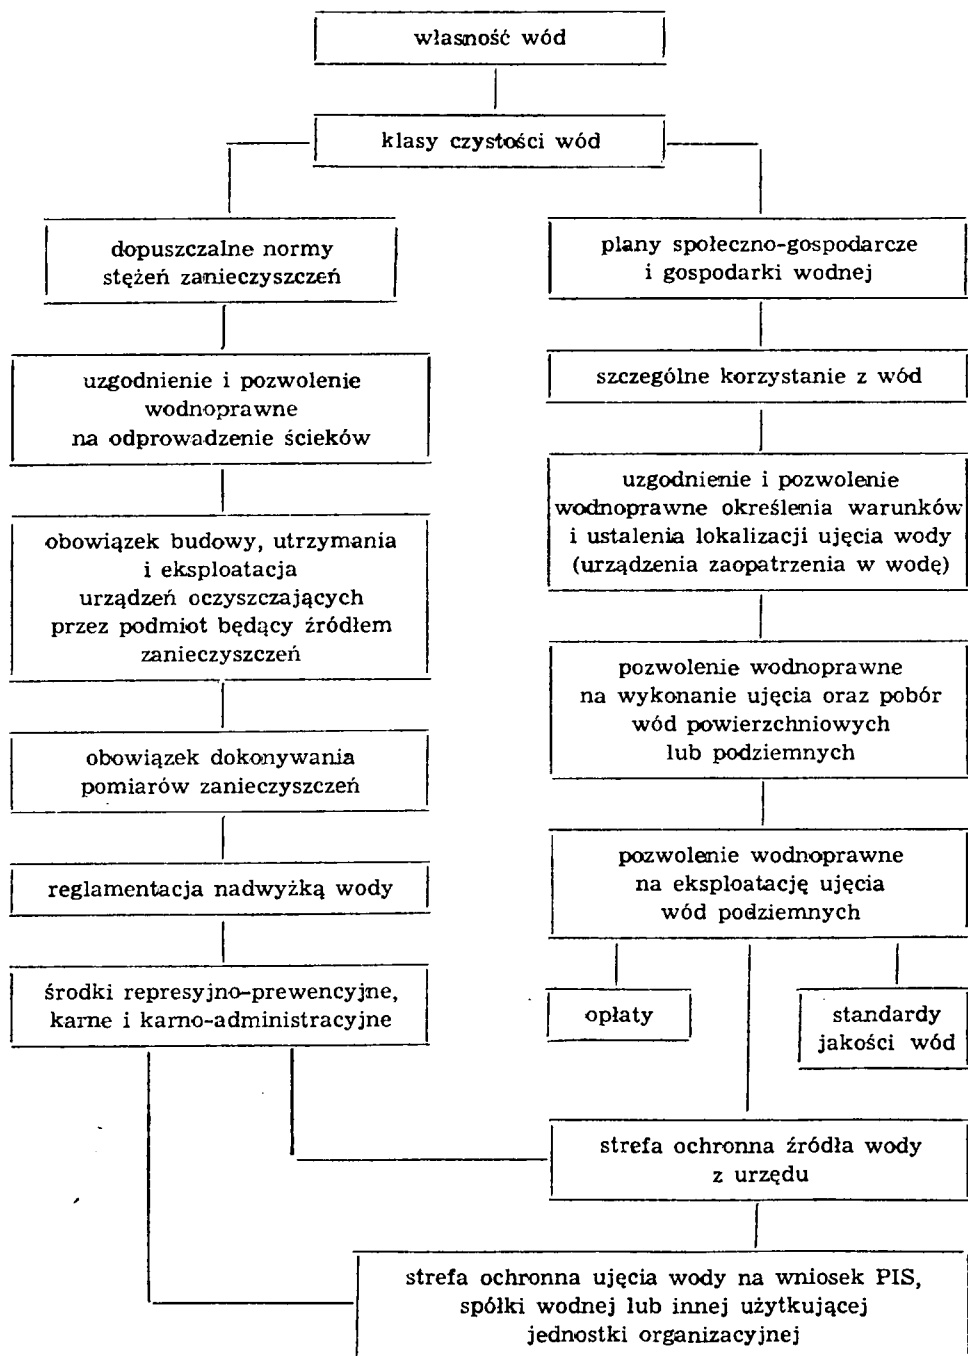 własność wód
klasy czystości wód
dopuszczalne normy
stężeń zanieczyszczeń
uzgodnienie i pozwolenie
wodnoprawne
na odprowadzenie ścieków
obowiązek budowy, utrzymania
i eksploatacja
urządzeń oczyszczających
przez podmiot będący źródłem
zanieczyszczeń
obowiązek dokonywania
pomiarów zanieczyszczeń
reglamentacja nadwyżką wody
środki represyjno-prewencyjne,
karne i karno-administracyjne
plany społeczno-gospodarcze
i gospodarki wodnej
szczególne korzystanie z wód
uzgodnienie i pozwolenie
wodnoprawne określenia warunków
i ustalenia lokalizacji ujęcia wody
(urządzenia zaopatrzenia w wodę)
pozwolenie wodnoprawne
na wykonanie ujęcia oraz pobór
wód powierzchniowych
lub podziemnych
pozwolenie wodnoprawne
na eksploatację ujęcia
wód podziemnych
opłaty
standardy
jakości wód
strefa ochronna źródła wody
z urzędu
strefa ochronna ujęcia wody na wniosek PIS,
spółki wodnej lub innej użytkującej
jednostki organizacyjnej